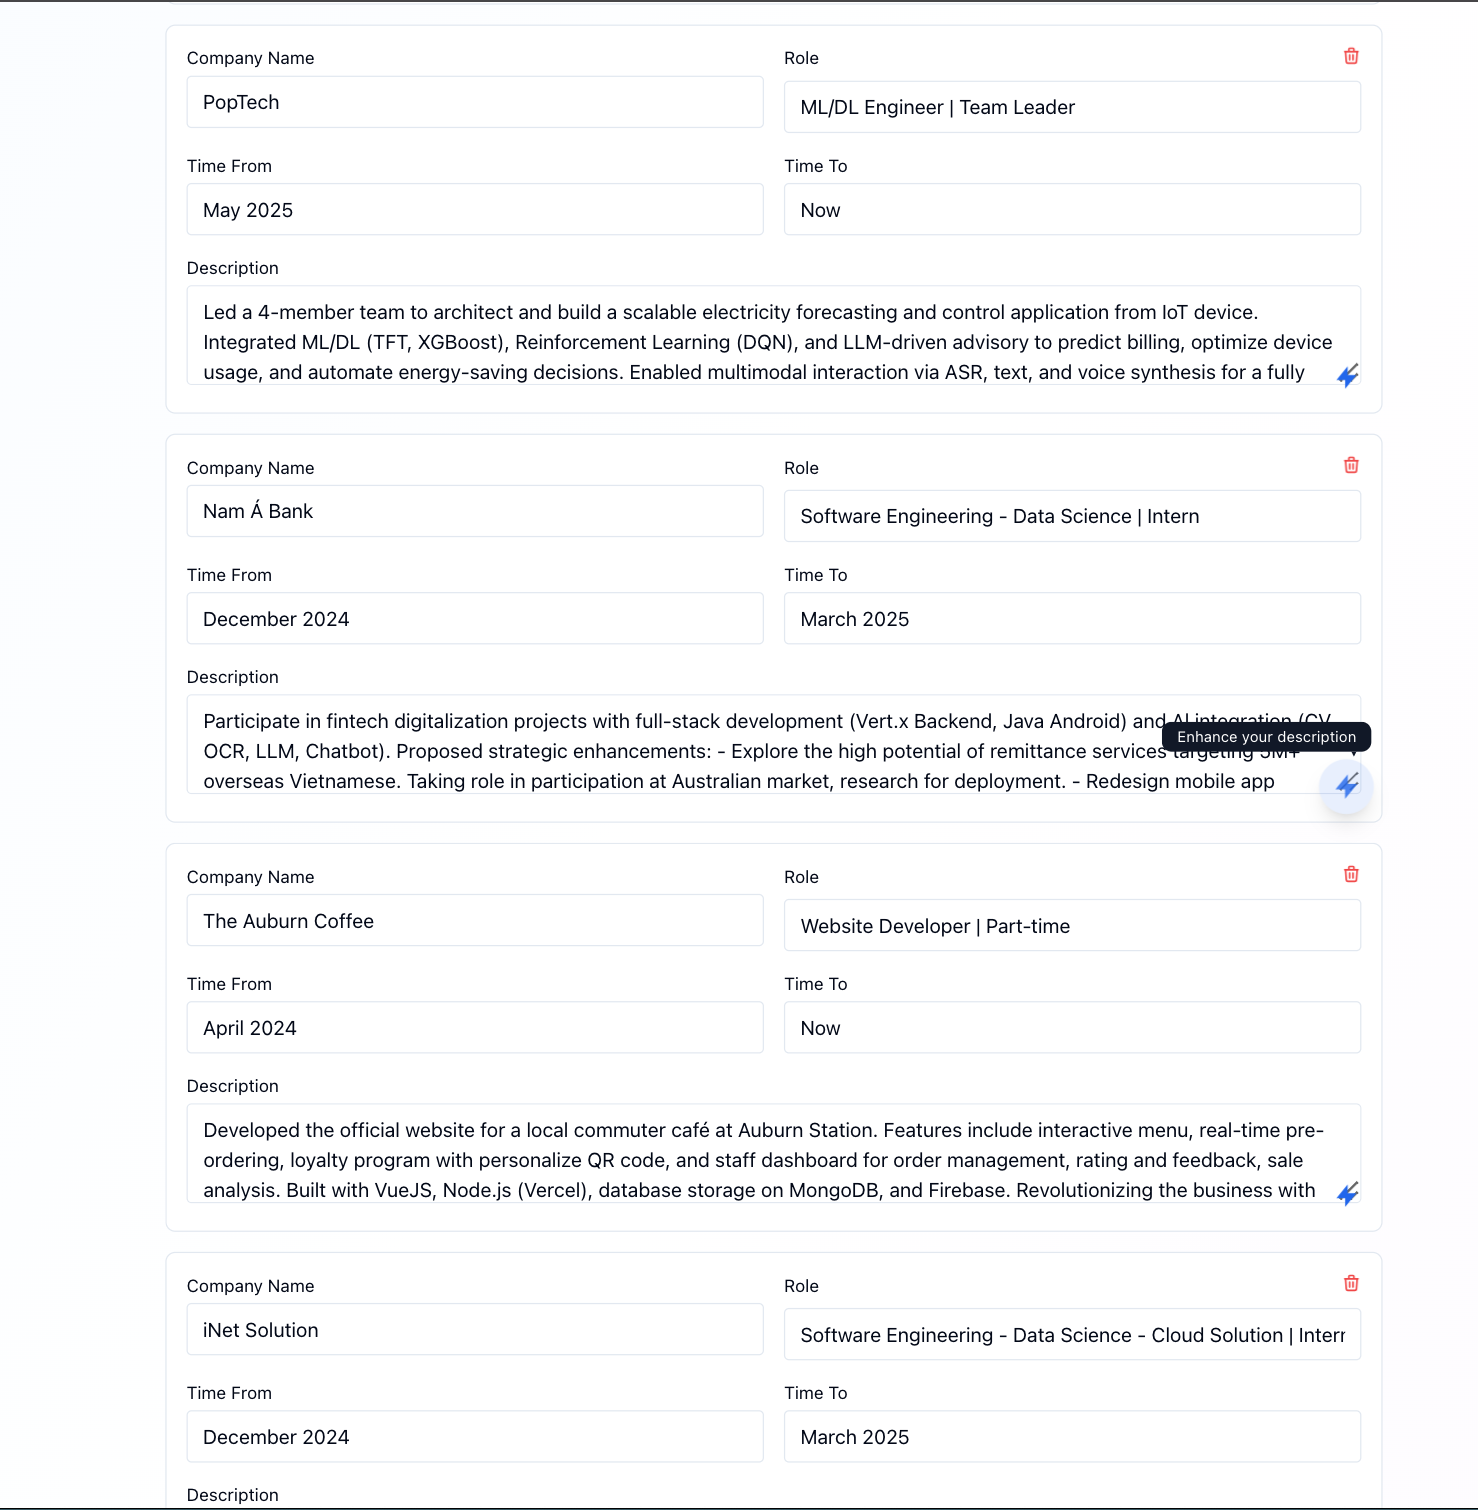 Company Name
Role
PopTech
ML/DL Engineer | Team Leader
Time From
Time To
May 2025
Now
Description
Led a 4-member team to architect and build a scalable electricity forecasting and control application from IoT device.
Integrated ML/DL (TFT, XGBoost), Reinforcement Learning (DQN), and LLM-driven advisory to predict billing, optimize device
usage, and automate energy-saving decisions. Enabled multimodal interaction via ASR, text, and voice synthesis for a fully
Company Name
Role
Nam Á Bank
Software Engineering - Data Science | Intern
Time From
Time To
December 2024
March 2025
Description
Participate in fintech digitalization projects with full-stack development (Vert.x Backend, Java Android) and AI integration (CV,
Enhance your description
OCR, LLM, Chatbot). Proposed strategic enhancements: - Explore the high potential of remittance services targeting 5M+
overseas Vietnamese. Taking role in participation at Australian market, research for deployment. - Redesign mobile app
Company Name
Role
The Auburn Coffee
Website Developer | Part-time
Time From
Time To
April 2024
Now
Description
Developed the official website for a local commuter café at Auburn Station. Features include interactive menu, real-time pre-
ordering, loyalty program with personalize QR code, and staff dashboard for order management, rating and feedback, sale
analysis. Built with VueJS, Node.js (Vercel), database storage on MongoDB, and Firebase. Revolutionizing the business with
Company Name
Role
iNet Solution
Software Engineering - Data Science - Cloud Solution | Intern
Time From
Time To
December 2024
March 2025
Description